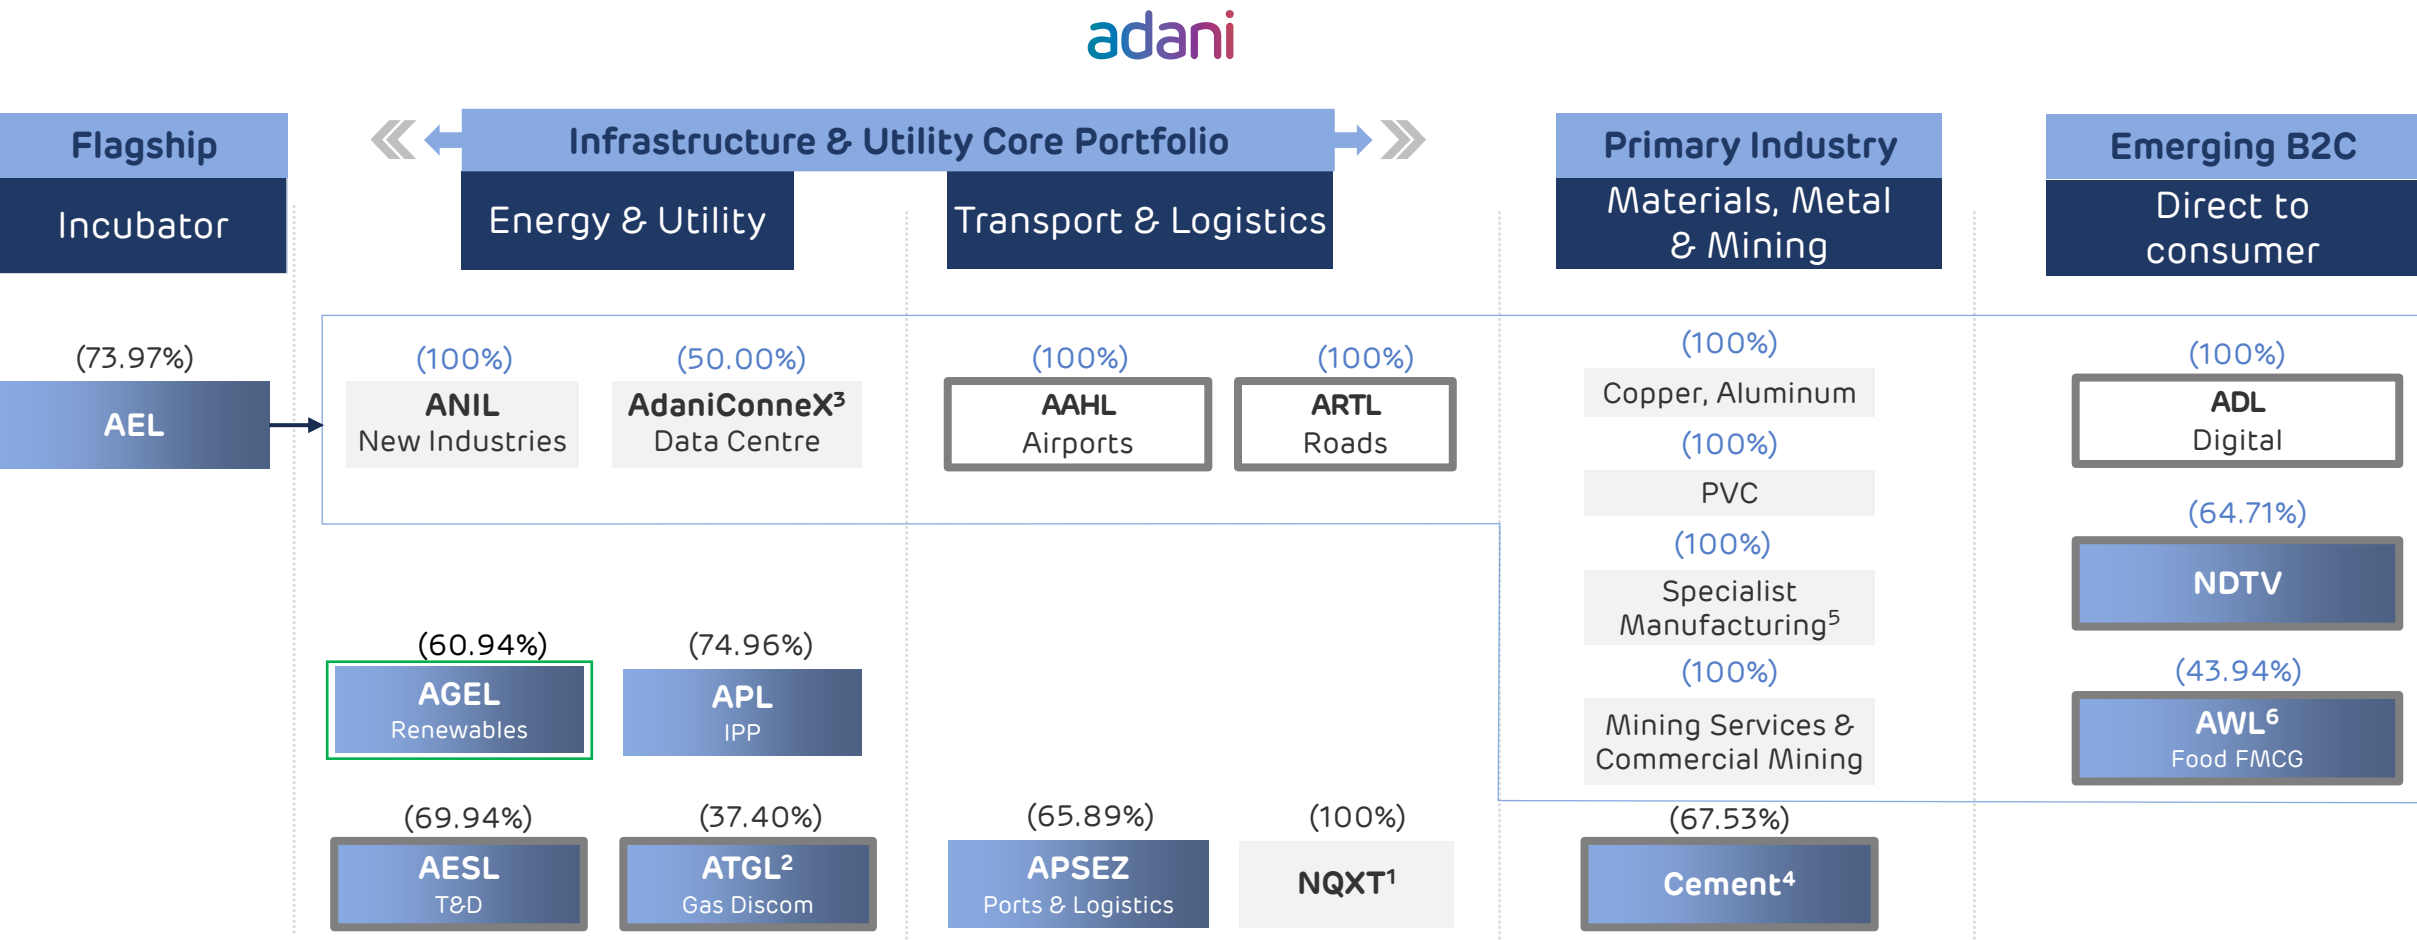 adani
Flagship
Incubator
Infrastructure & Utility Core Portfolio
Energy & Utility
Transport & Logistics
Primary Industry
Materials, Metal
& Mining
Emerging B2C
Direct to
consumer
(73.97%)
AEL
(100%)
ANIL
New Industries
(50.00%)
AdaniConneX³
Data Centre
(100%)
AAHL
Airports
(100%)
ARTL
Roads
(100%)
Copper, Aluminum
(100%)
PVC
(100%)
Specialist
Manufacturing⁵
(100%)
Mining Services &
Commercial Mining
(100%)
ADL
Digital
(64.71%)
NDTV
(43.94%)
AWL⁶
Food FMCG
(60.94%)
AGEL
Renewables
(74.96%)
APL
IPP
(69.94%)
AESL
T&D
(37.40%)
ATGL²
Gas Discom
(65.89%)
APSEZ
Ports & Logistics
(100%)
NQXT¹
(67.53%)
Cement⁴